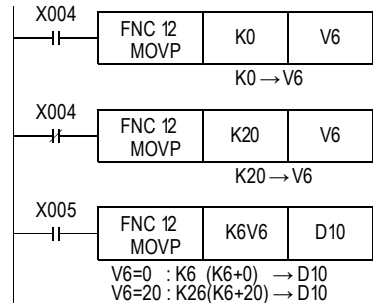 X004
FNC 12 MOVP K0 V6
K0 → V6
X004
FNC 12 MOVP K20 V6
K20 → V6
X005
FNC 12 MOVP K6V6 D10
V6=0 : K6 (K6+0) → D10
V6=20 : K26(K6+20) → D10